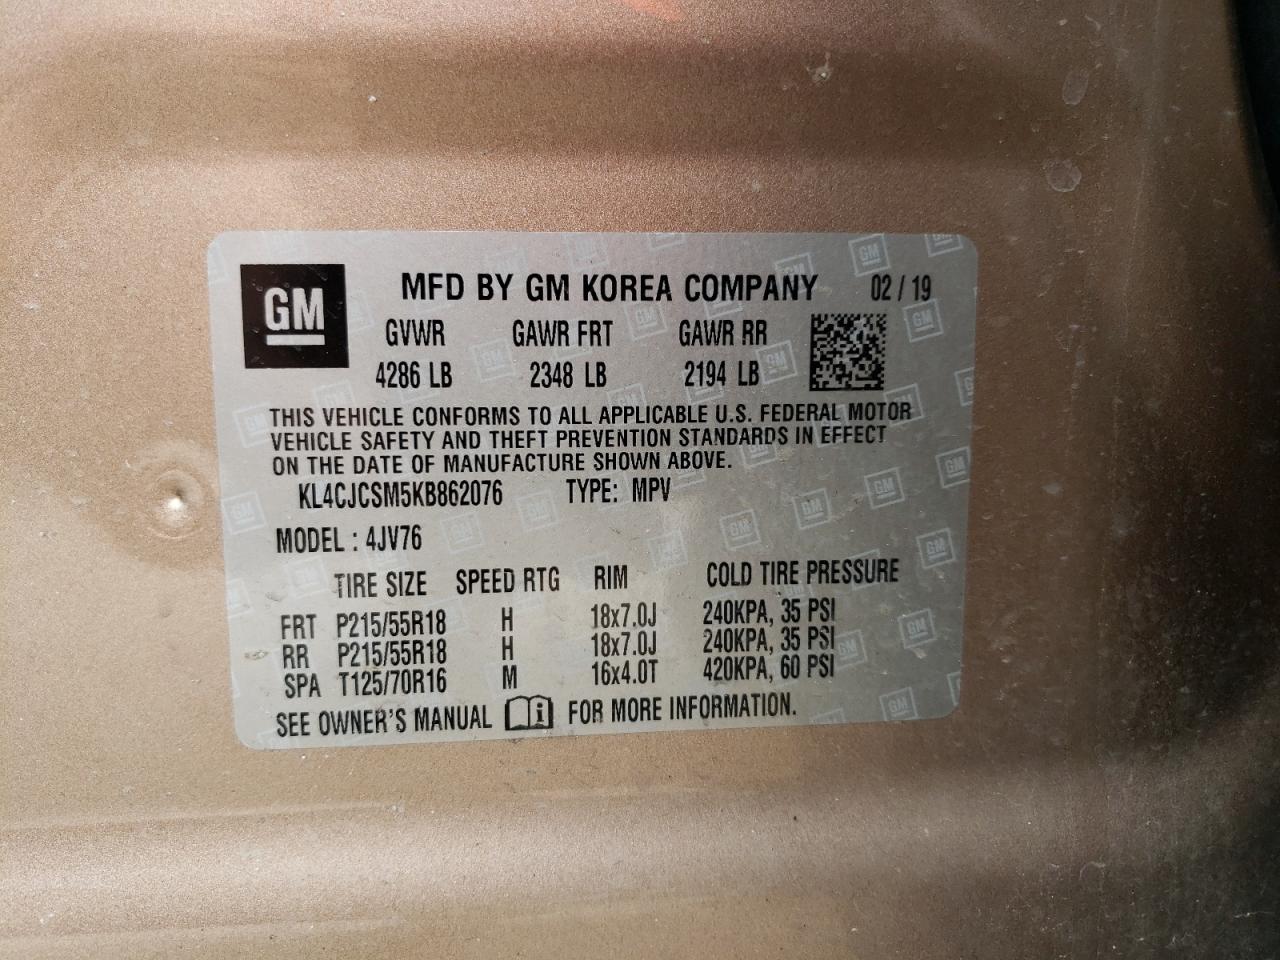 GM MFD BY GM KOREA COMPANY 02 / 19
GVWR GAWR FRT GAWR RR
4286 LB 2348 LB 2194 LB
THIS VEHICLE CONFORMS TO ALL APPLICABLE U.S. FEDERAL MOTOR
VEHICLE SAFETY AND THEFT PREVENTION STANDARDS IN EFFECT
ON THE DATE OF MANUFACTURE SHOWN ABOVE.
KL4CJCSM5KB862076 TYPE: MPV
MODEL : 4JV76
TIRE SIZE SPEED RTG RIM COLD TIRE PRESSURE
FRT P215/55R18 H 18x7.0J 240KPA, 35 PSI
RR P215/55R18 H 18x7.0J 240KPA, 35 PSI
SPA T125/70R16 M 16x4.0T 420KPA, 60 PSI
SEE OWNER'S MANUAL i FOR MORE INFORMATION.